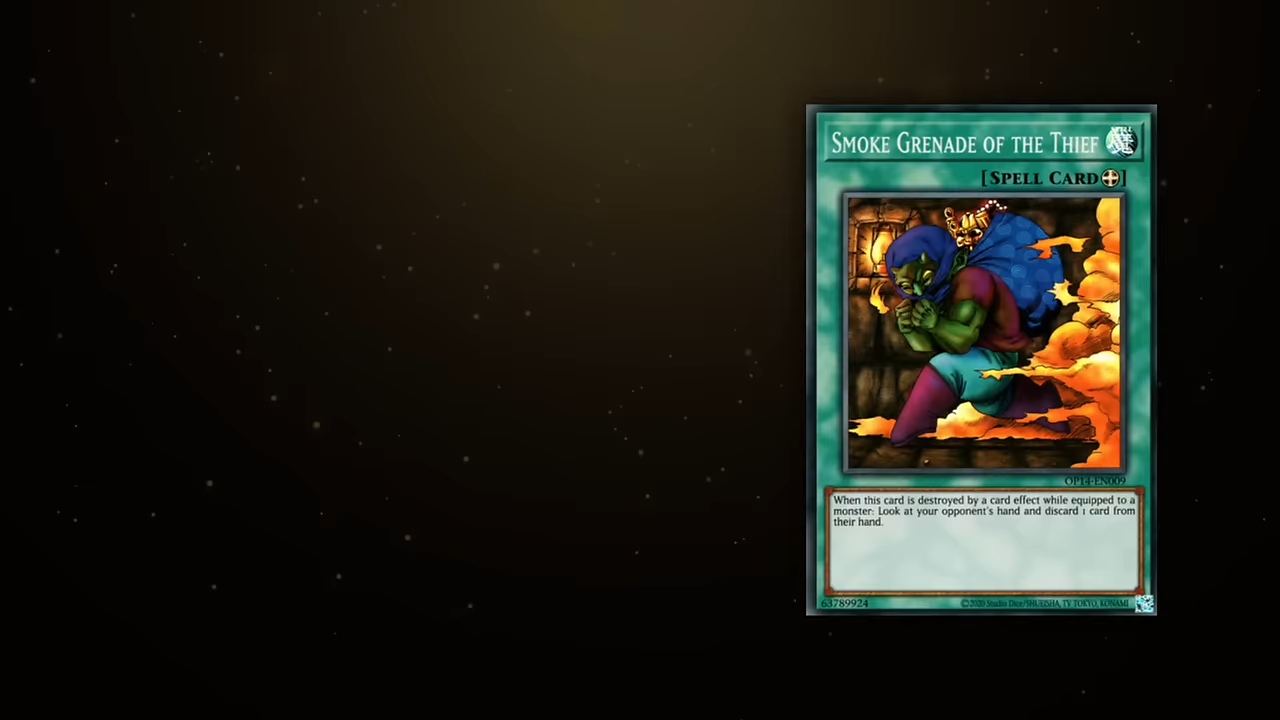 SMOKE GRENADE OF THE THIEF
[SPELL CARD]
OP14-EN009
When this card is destroyed by a card effect while equipped to a
monster: Look at your opponent's hand and discard 1 card from
their hand.
63789924 ©2020 Studio Dice/SHUEISHA, TV TOKYO, KONAMI